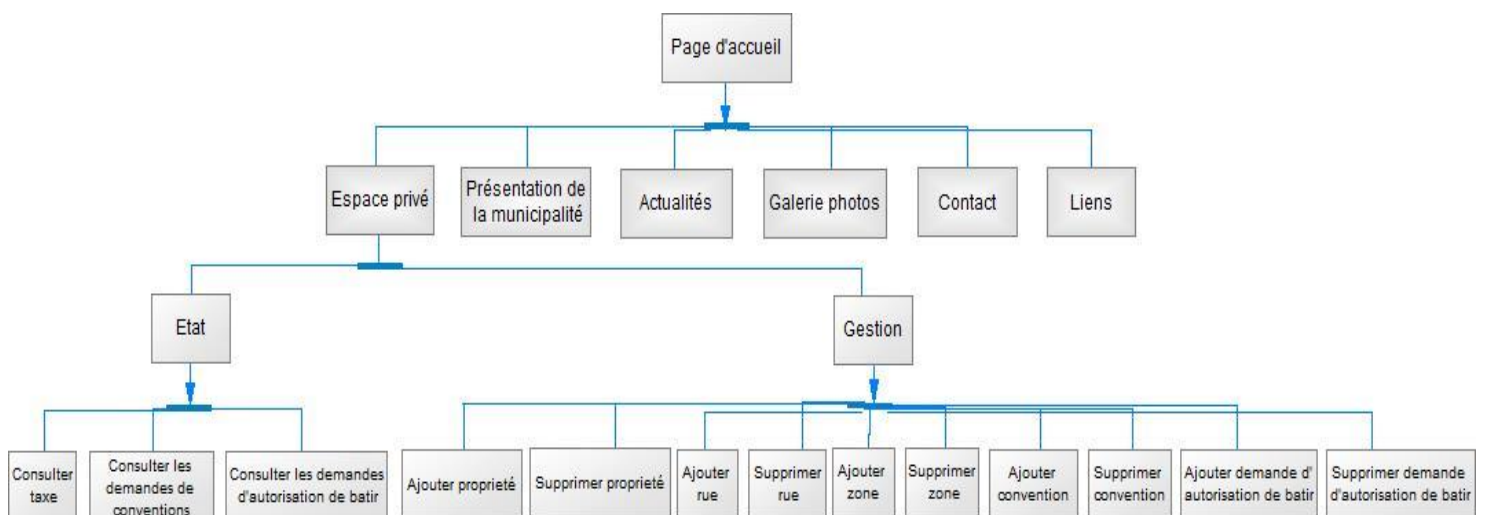 Page d'accueil
Espace privé
Présentation de
la municipalité
Actualités
Galerie photos
Contact
Liens
Etat
Gestion
Consulter
taxe
Consulter les
demandes de
conventions
Consulter les demandes
d'autorisation de batir
Ajouter proprieté
Supprimer proprieté
Ajouter
rue
Supprimer
rue
Ajouter
zone
Supprimer
zone
Ajouter
convention
Supprimer
convention
Ajouter demande d'
autorisation de batir
Supprimer demande
d'autorisation de batir